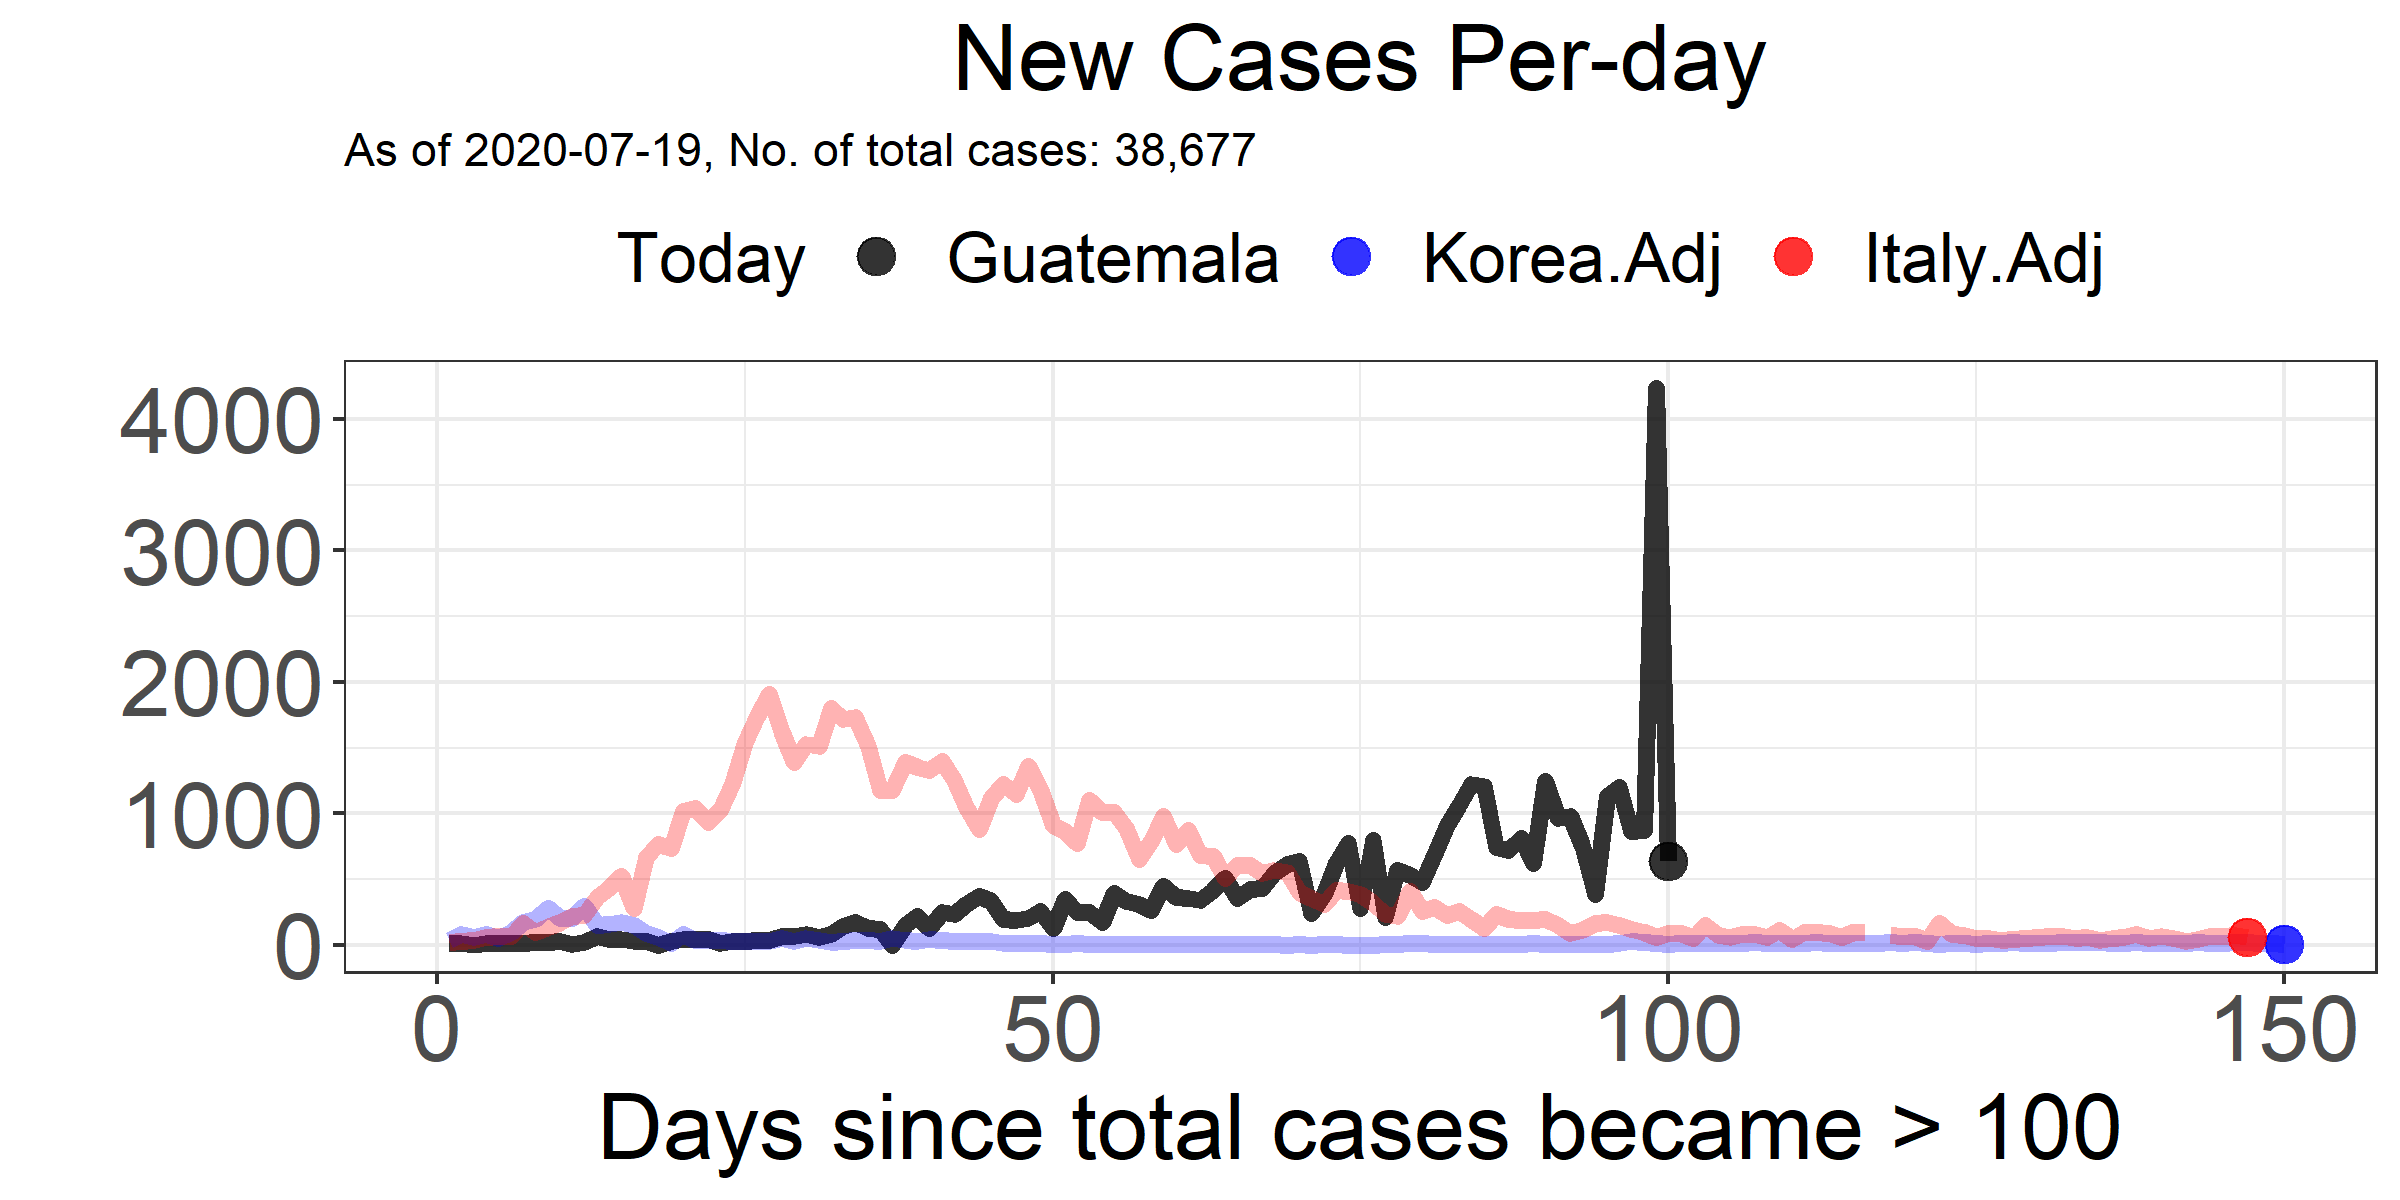 New Cases Per-day
As of 2020-07-19, No. of total cases: 38,677
Today Guatemala Korea.Adj Italy.Adj
4000
3000
2000
1000
0
0 50 100 150
Days since total cases became > 100